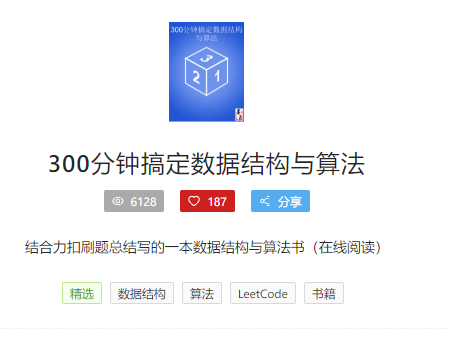 300分钟搞定数据结构
与算法
3
2 1
300分钟搞定数据结构与算法
6128 187 分享
结合力扣刷题总结写的一本数据结构与算法书（在线阅读）
精选 数据结构 算法 LeetCode 书籍